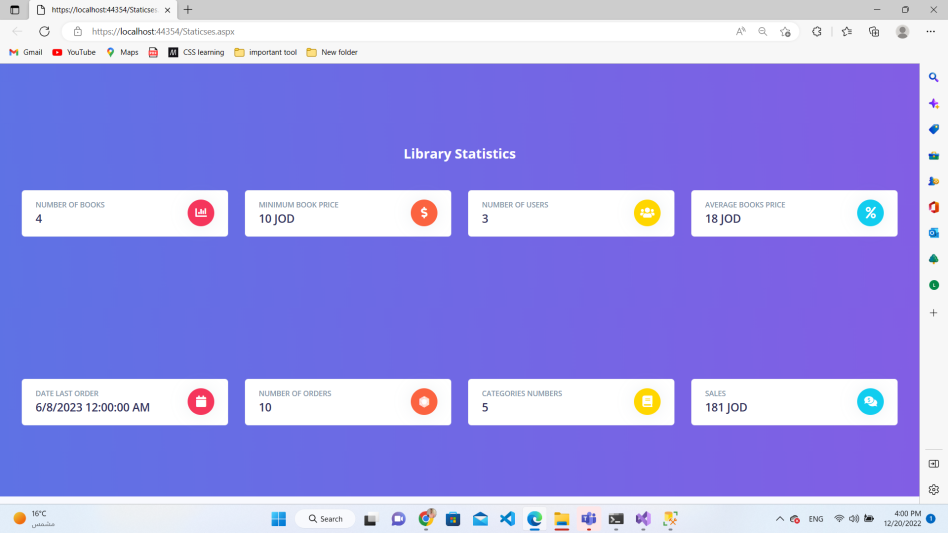 https://localhost:44354/Staticses.
https://localhost:44354/Staticses.aspx
Gmail
YouTube
Maps
CSS learning
important tool
New folder
Library Statistics
NUMBER OF BOOKS
4
MINIMUM BOOK PRICE
10 JOD
NUMBER OF USERS
3
AVERAGE BOOKS PRICE
18 JOD
DATE LAST ORDER
6/8/2023 12:00:00 AM
NUMBER OF ORDERS
10
CATEGORIES NUMBERS
5
SALES
181 JOD
16°C
مشمس
Search
ENG
4:00 PM
12/20/2022
1